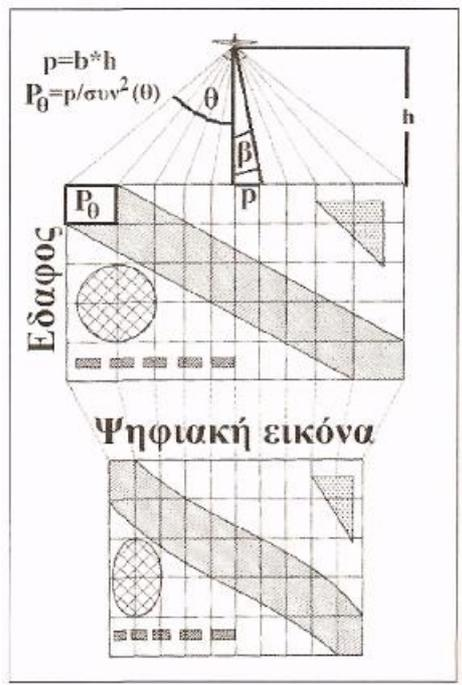 p=b*h
Pθ=p/συν²(θ)
θ
h
β
p
Pθ
Εδαφος
Ψηφιακή εικόνα